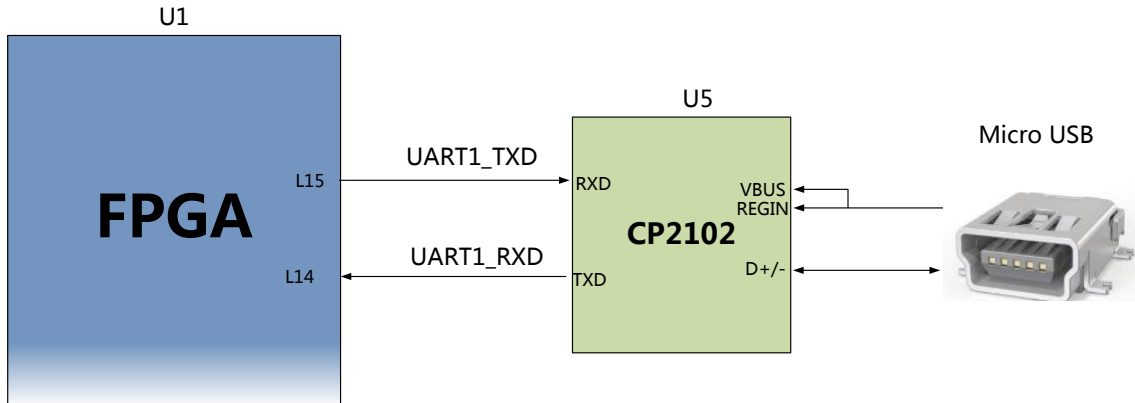 U1
U5
Micro USB
UART1_TXD
L15
RXD
VBUS
REGIN
FPGA
CP2102
UART1_RXD
D+/-
L14
TXD